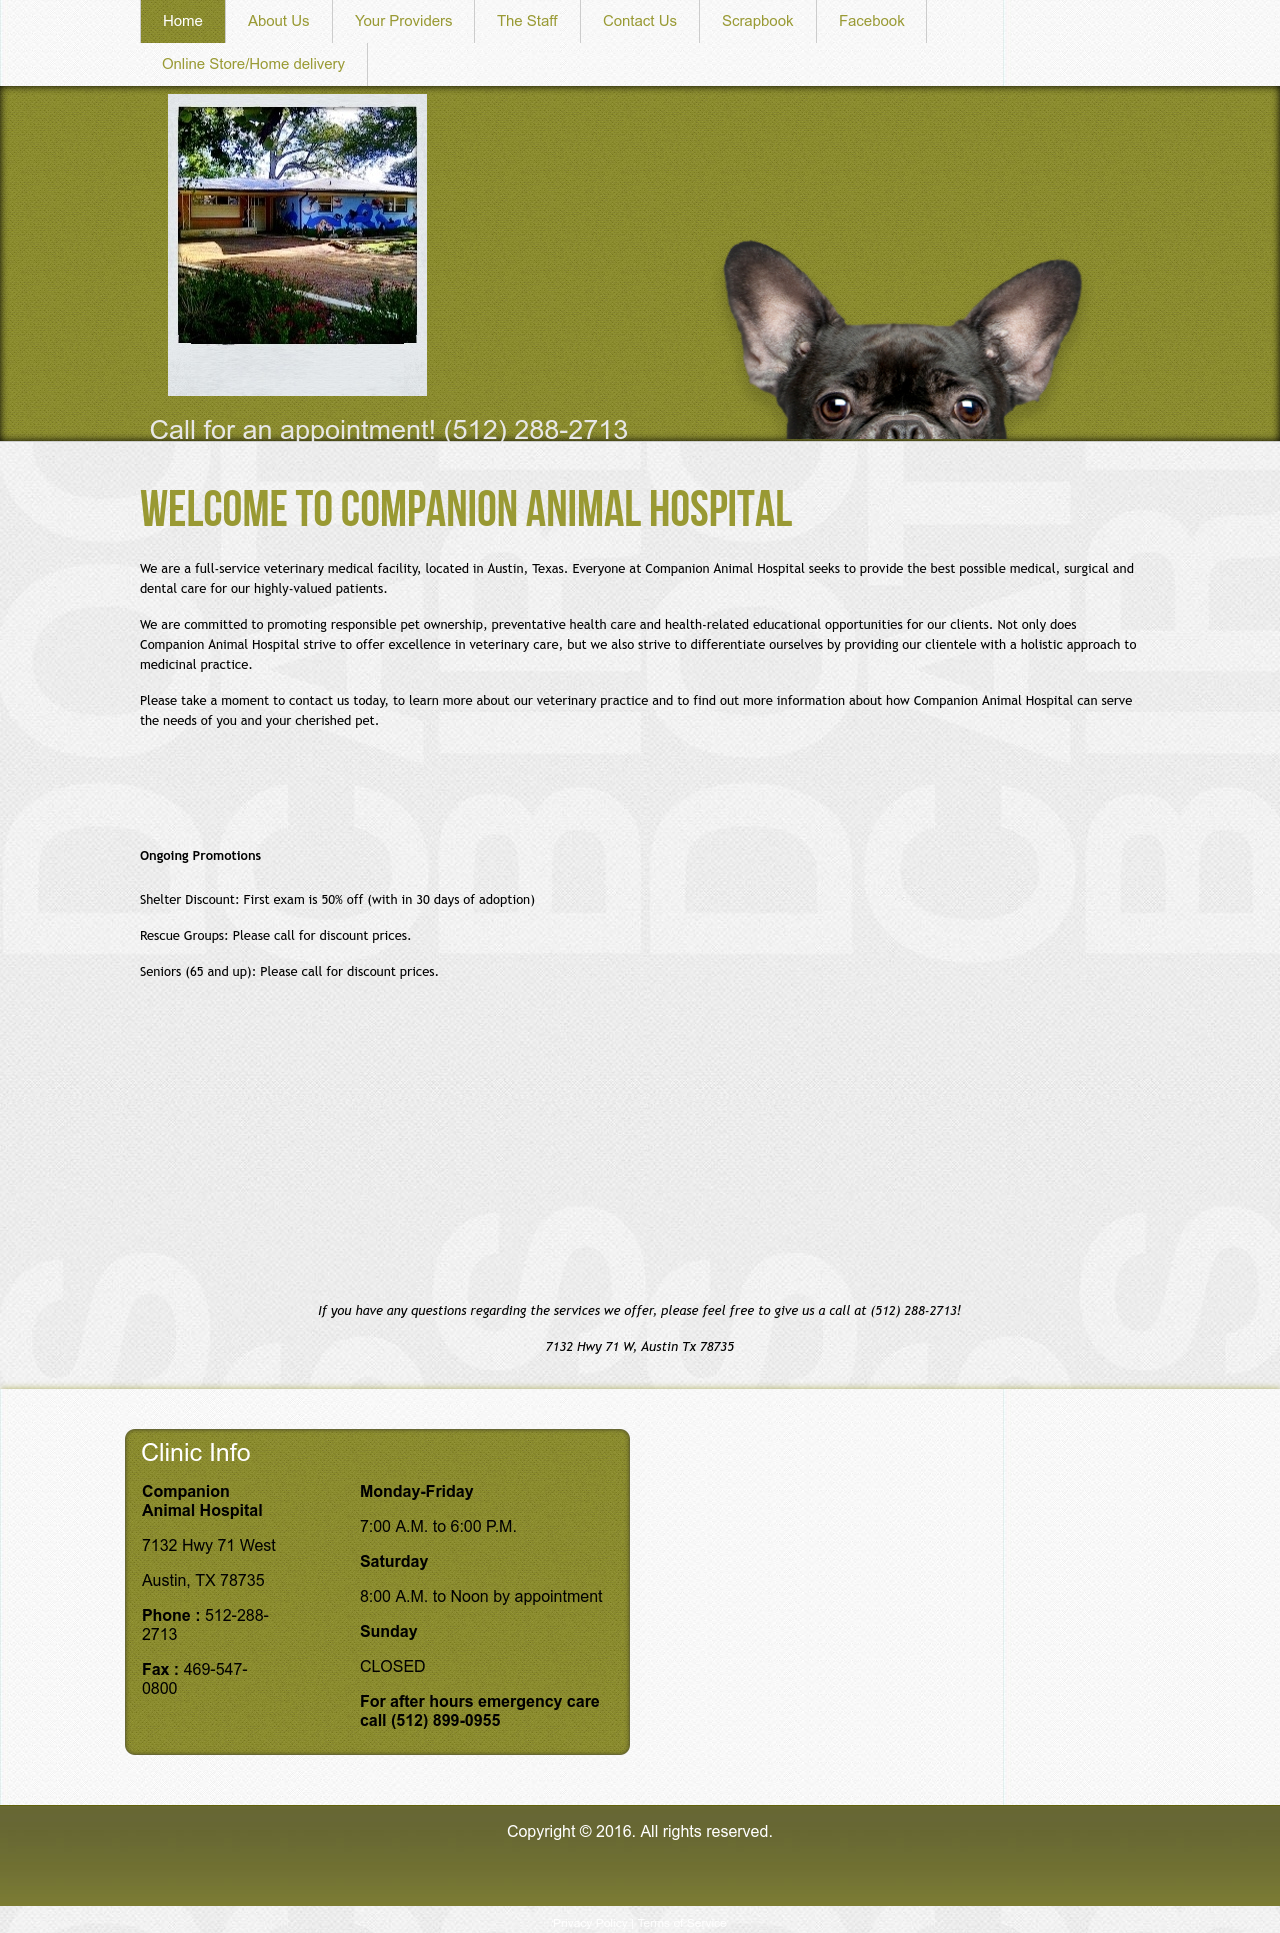 Home
About Us
Your Providers
The Staff
Contact Us
Scrapbook
Facebook
Online Store/Home delivery
Call for an appointment! (512) 288-2713
WELCOME TO COMPANION ANIMAL HOSPITAL
We are a full-service veterinary medical facility, located in Austin, Texas. Everyone at Companion Animal Hospital seeks to provide the best possible medical, surgical and
dental care for our highly-valued patients.
We are committed to promoting responsible pet ownership, preventative health care and health-related educational opportunities for our clients. Not only does
Companion Animal Hospital strive to offer excellence in veterinary care, but we also strive to differentiate ourselves by providing our clientele with a holistic approach to
medicinal practice.
Please take a moment to contact us today, to learn more about our veterinary practice and to find out more information about how Companion Animal Hospital can serve
the needs of you and your cherished pet.
Ongoing Promotions
Shelter Discount: First exam is 50% off (with in 30 days of adoption)
Rescue Groups: Please call for discount prices.
Seniors (65 and up): Please call for discount prices.
If you have any questions regarding the services we offer, please feel free to give us a call at (512) 288-2713!
7132 Hwy 71 W, Austin Tx 78735
Clinic Info
Companion
Animal Hospital
7132 Hwy 71 West
Austin, TX 78735
Phone : 512-288-
2713
Fax : 469-547-
0800
Monday-Friday
7:00 A.M. to 6:00 P.M.
Saturday
8:00 A.M. to Noon by appointment
Sunday
CLOSED
For after hours emergency care
call (512) 899-0955
Copyright © 2016. All rights reserved.
Privacy Policy | Terms of Service